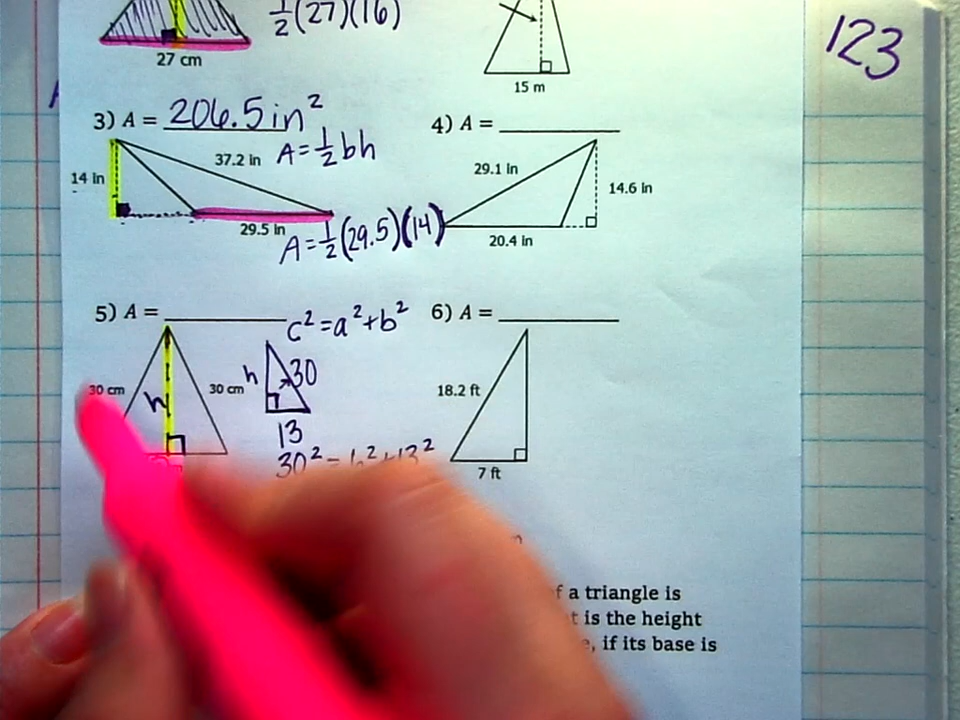 1/2(27)(16)
123
27 cm
15 m
3) A = 206.5 in²
A = 1/2bh
37.2 in
14 in
29.5 in
A = 1/2(29.5)(14)
4) A =
29.1 in
14.6 in
20.4 in
5) A =
c² = a² + b²
30 cm
h
30 cm
h
30
13
30² = h² + 13²
6) A =
18.2 ft
7 ft
f a triangle is
is the height
, if its base is